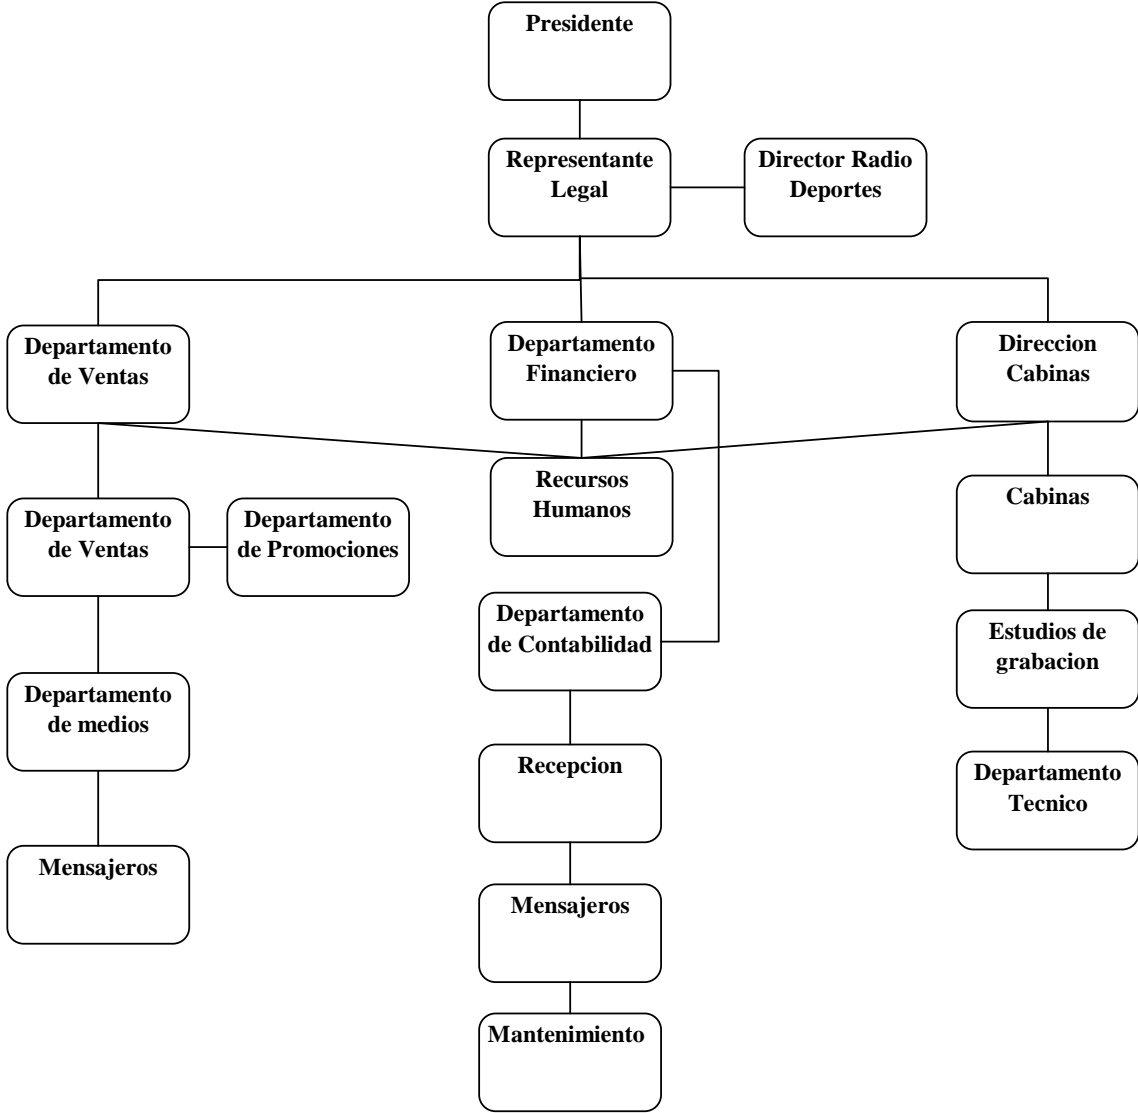 Presidente
Representante
Legal
Director Radio
Deportes
Departamento
de Ventas
Departamento
Financiero
Direccion
Cabinas
Recursos
Humanos
Departamento
de Ventas
Departamento
de Promociones
Cabinas
Departamento
de Contabilidad
Estudios de
grabacion
Departamento
de medios
Recepcion
Departamento
Tecnico
Mensajeros
Mensajeros
Mantenimiento